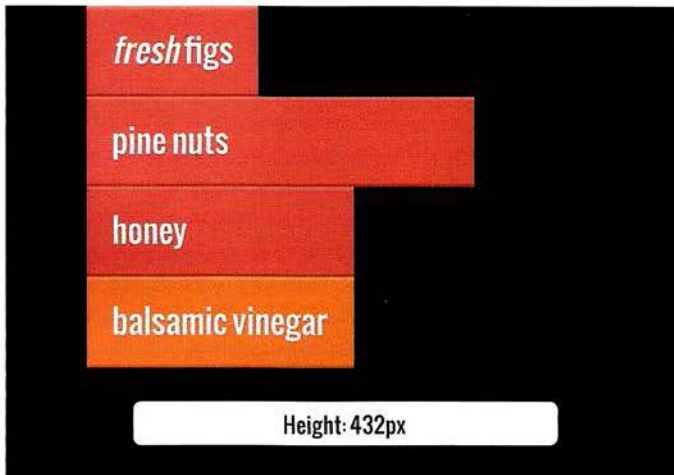 fresh figs
pine nuts
honey
balsamic vinegar
Height: 432px